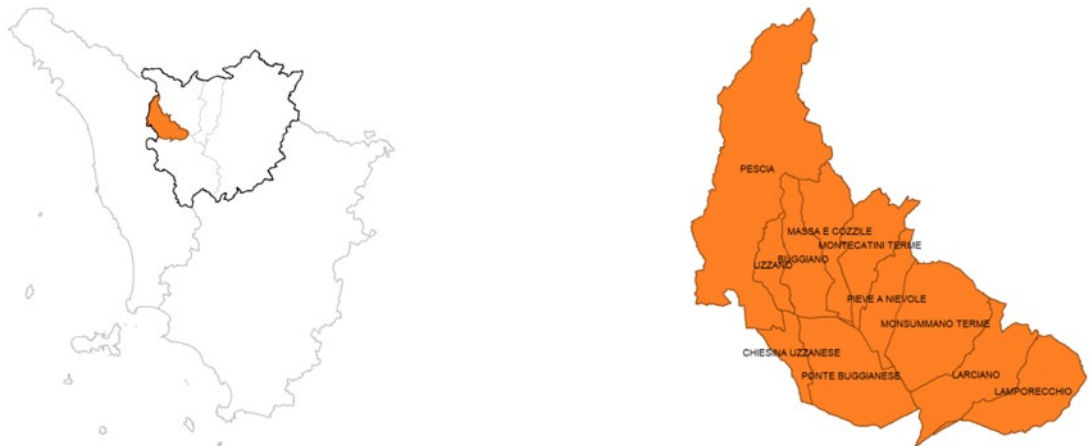 PESCIA
MASSA E COZZILE
MONTECATINI TERME
BUGGIANO
UZZANO
PIEVE A NIEVOLE
MONSUMMANO TERME
CHIESINA UZZANESE
PONTE BUGGIANESE
LARCIANO
LAMPORECCHIO